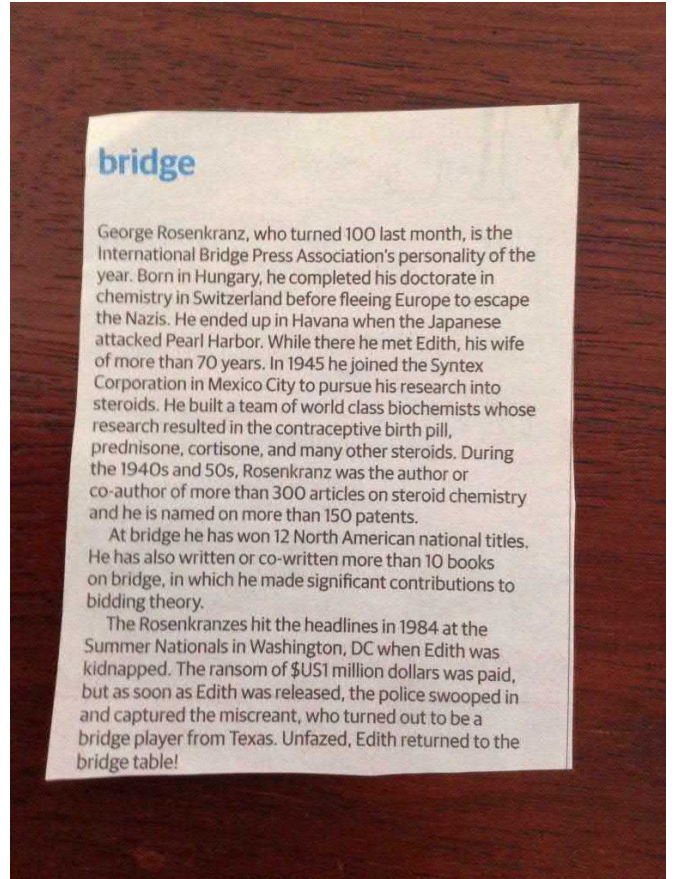 bridge
George Rosenkranz, who turned 100 last month, is the
International Bridge Press Association's personality of the
year. Born in Hungary, he completed his doctorate in
chemistry in Switzerland before fleeing Europe to escape
the Nazis. He ended up in Havana when the Japanese
attacked Pearl Harbor. While there he met Edith, his wife
of more than 70 years. In 1945 he joined the Syntex
Corporation in Mexico City to pursue his research into
steroids. He built a team of world class biochemists whose
research resulted in the contraceptive birth pill,
prednisone, cortisone, and many other steroids. During
the 1940s and 50s, Rosenkranz was the author or
co-author of more than 300 articles on steroid chemistry
and he is named on more than 150 patents.
At bridge he has won 12 North American national titles.
He has also written or co-written more than 10 books
on bridge, in which he made significant contributions to
bidding theory.
The Rosenkranzes hit the headlines in 1984 at the
Summer Nationals in Washington, DC when Edith was
kidnapped. The ransom of $US1 million dollars was paid,
but as soon as Edith was released, the police swooped in
and captured the miscreant, who turned out to be a
bridge player from Texas. Unfazed, Edith returned to the
bridge table!